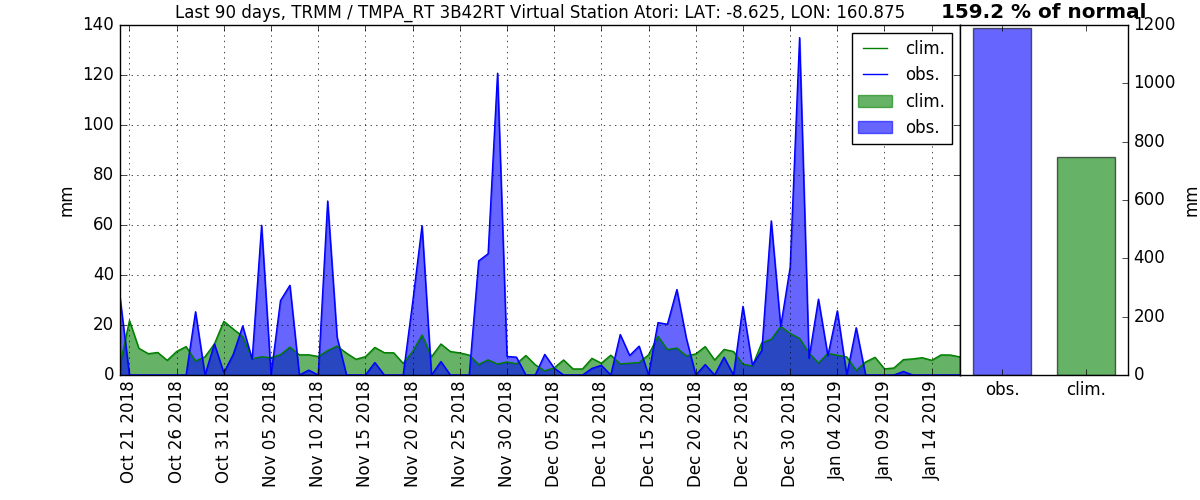 Last 90 days, TRMM / TMPA_RT 3B42RT Virtual Station Atori: LAT: -8.625, LON: 160.875
159.2 % of normal
140
120
100
80
60
40
20
0
mm
clim.
obs.
clim.
obs.
1200
1000
800
600
400
200
0
mm
Oct 21 2018
Oct 26 2018
Oct 31 2018
Nov 05 2018
Nov 10 2018
Nov 15 2018
Nov 20 2018
Nov 25 2018
Nov 30 2018
Dec 05 2018
Dec 10 2018
Dec 15 2018
Dec 20 2018
Dec 25 2018
Dec 30 2018
Jan 04 2019
Jan 09 2019
Jan 14 2019
obs.
clim.